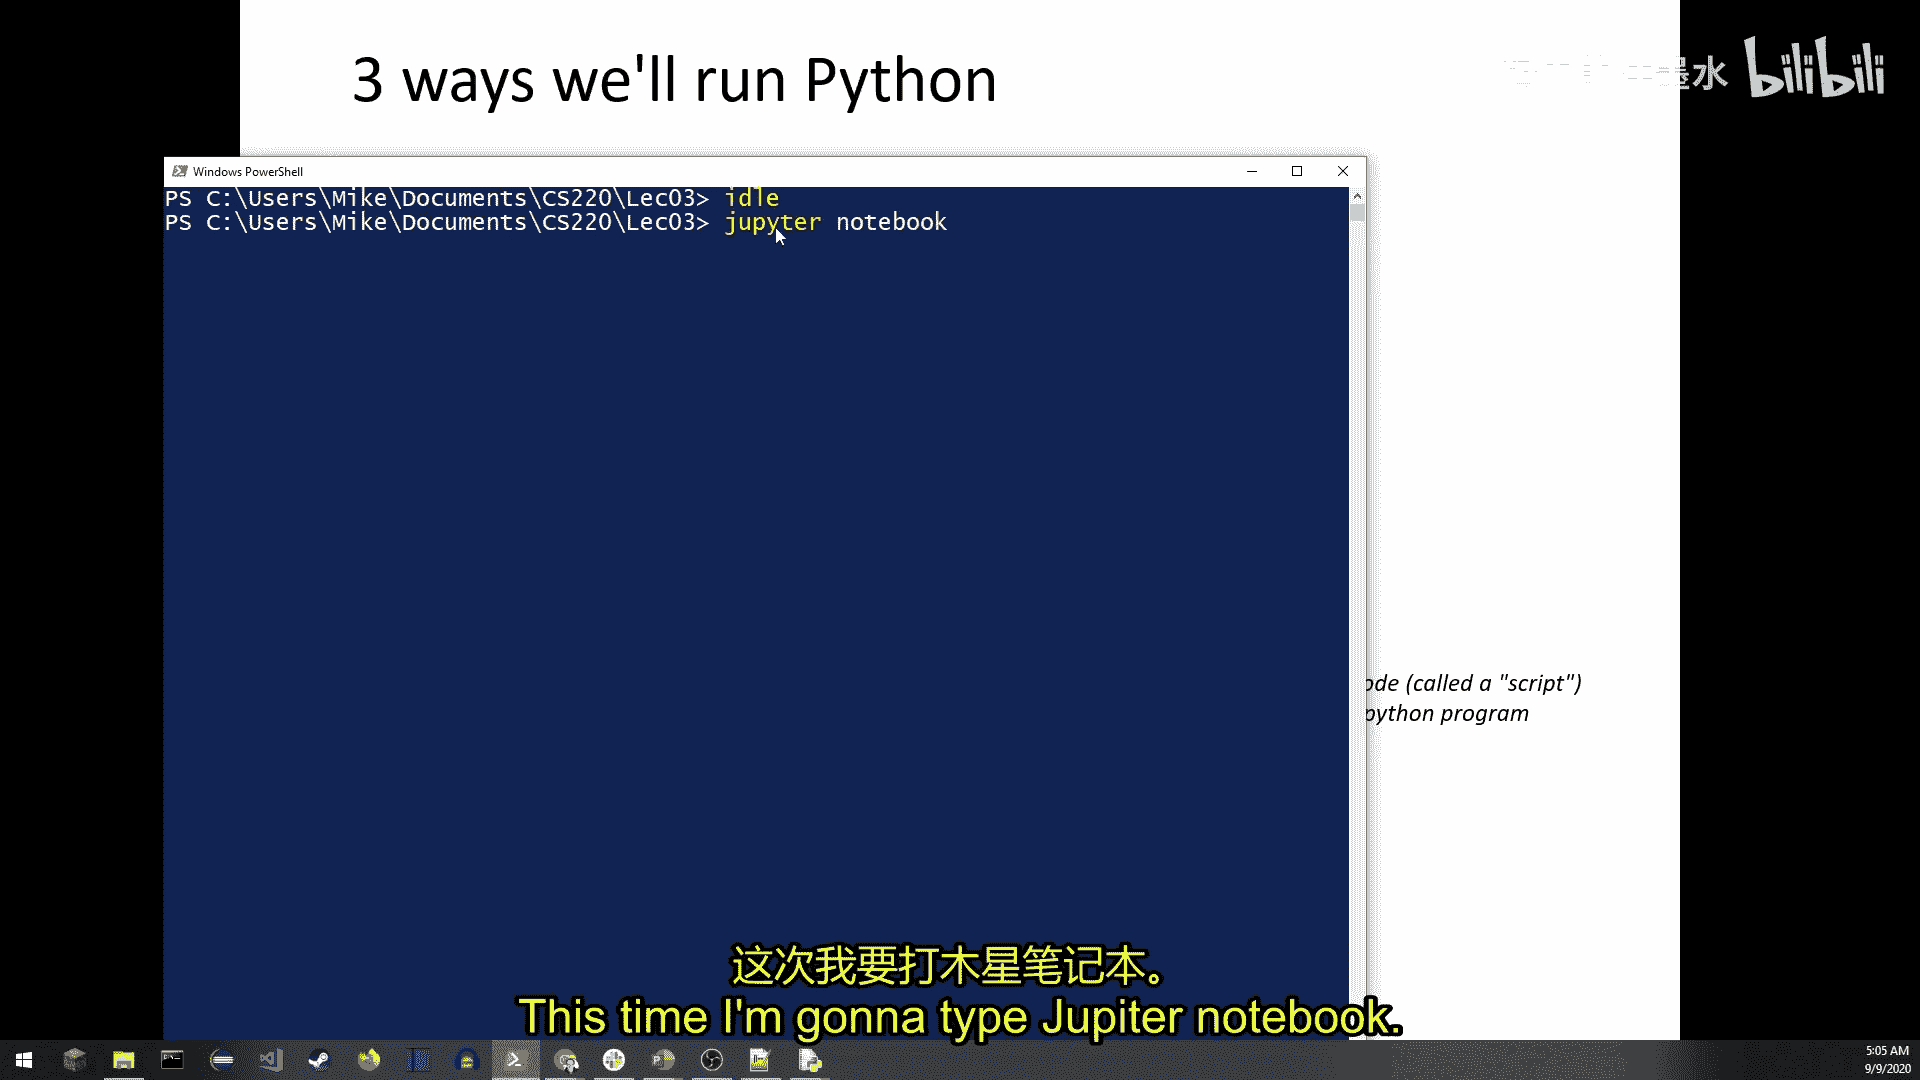 3 ways we'll run Python
墨水 bilibili
Windows PowerShell
PS C:\Users\Mike\Documents\CS220\Lec03> idle
PS C:\Users\Mike\Documents\CS220\Lec03> jupyter notebook
ode (called a "script")
python program
这次我要打木星笔记本。
This time I'm gonna type Jupiter notebook.
5:05 AM
9/9/2020